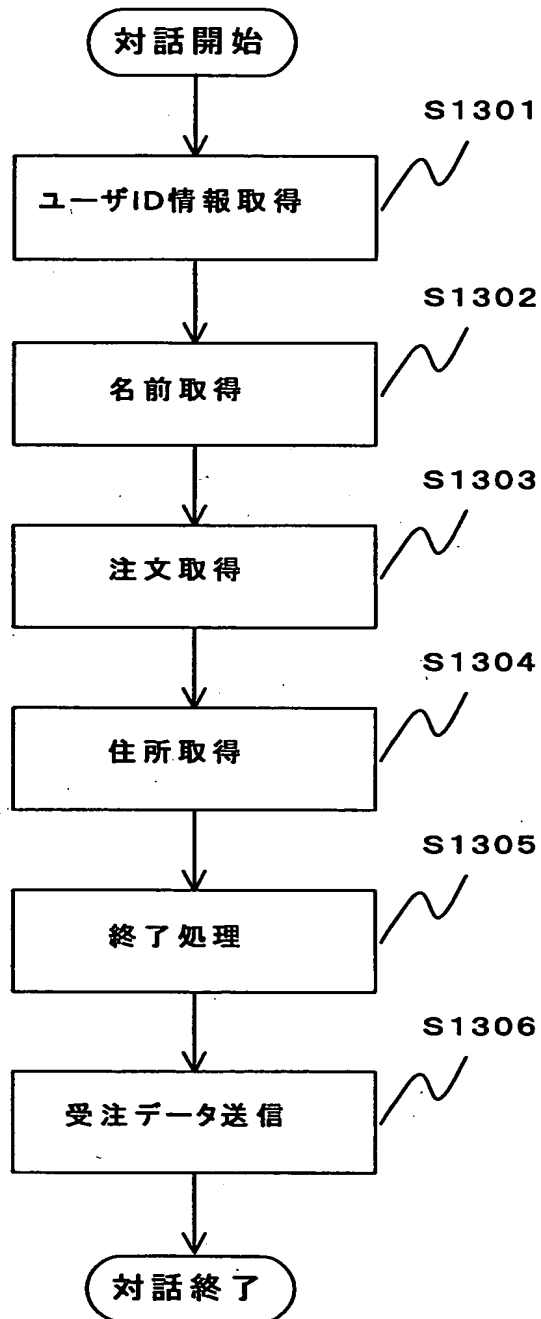 対話開始
S1301
ユーザID情報取得
S1302
名前取得
S1303
注文取得
S1304
住所取得
S1305
終了処理
S1306
受注データ送信
対話終了